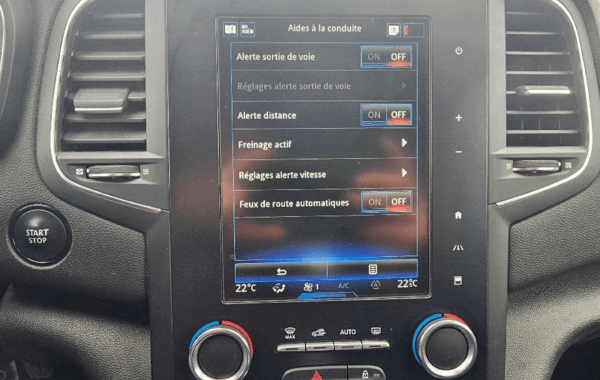 Aides à la conduite
Alerte sortie de voie ON OFF
Réglages alerte sortie de voie
Alerte distance ON OFF
Freinage actif
Réglages alerte vitesse
Feux de route automatiques ON OFF
22°C 1 A/C A 22°C
START
STOP
MAX AUTO